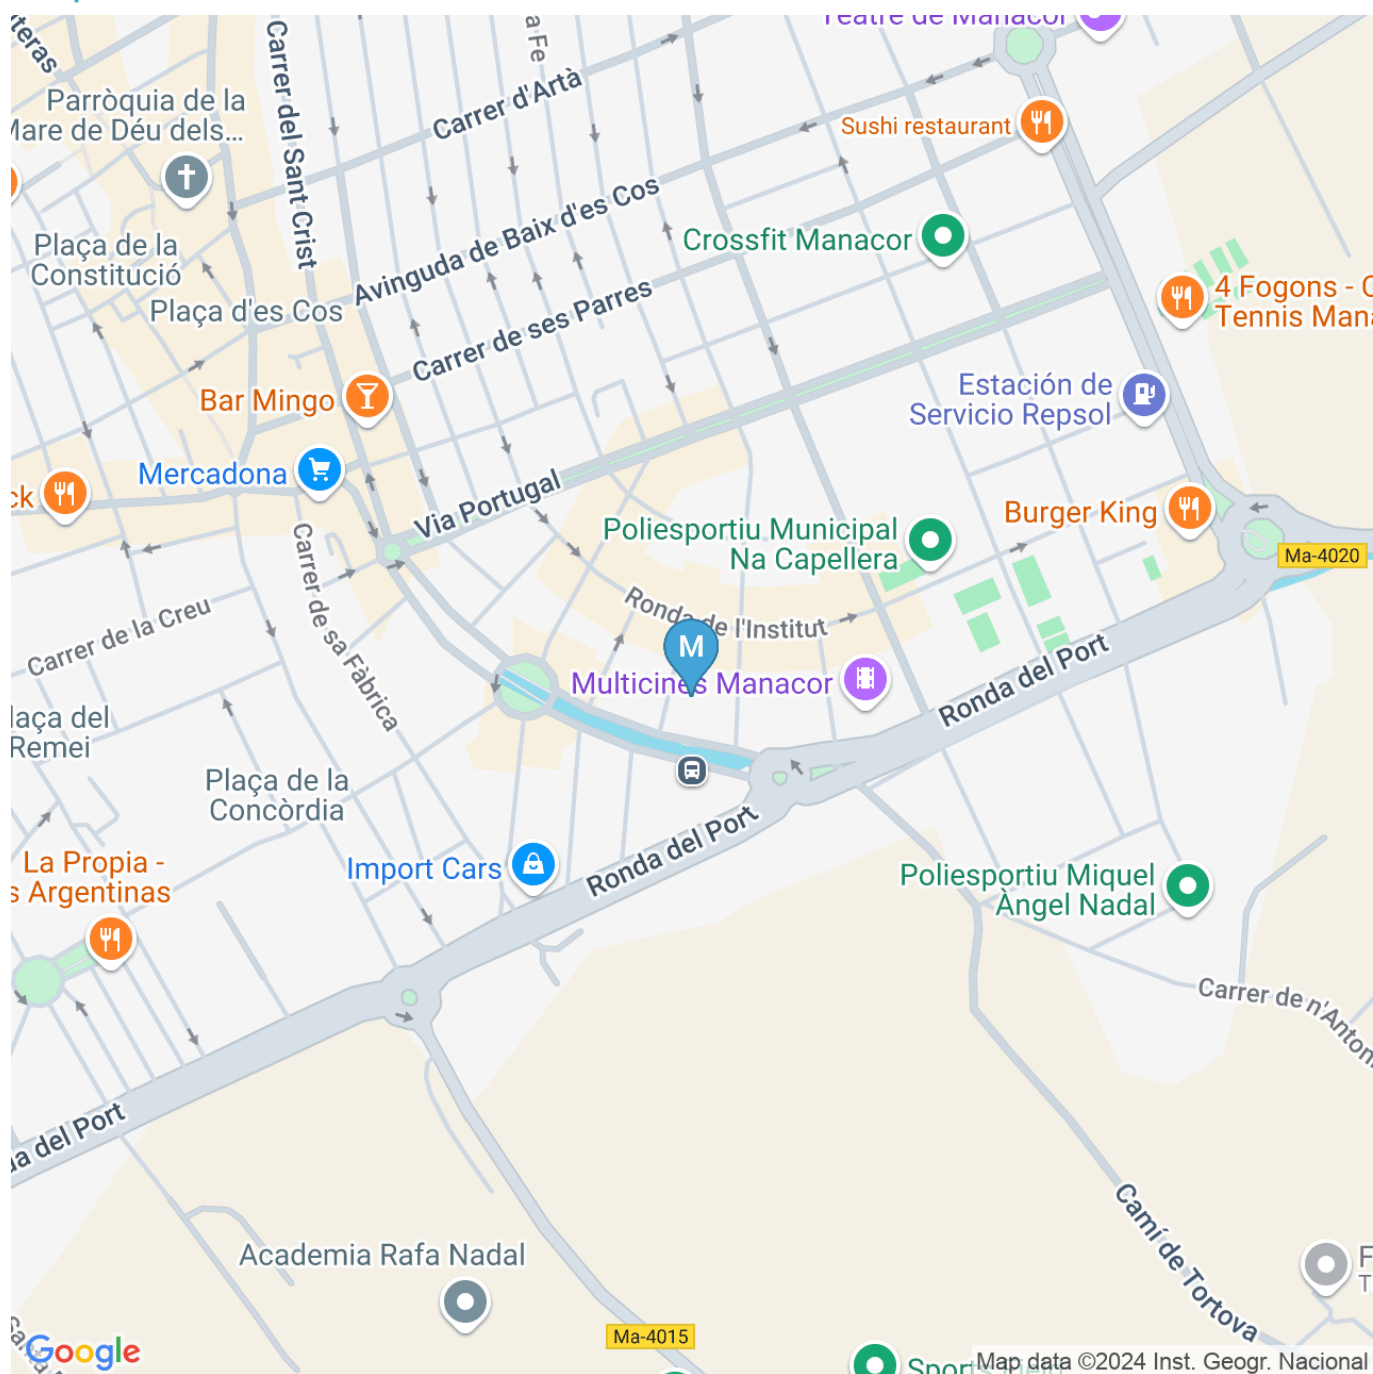 teras
Carrer del Sant Crist
a Fe
Teatre de Manacor
Carrer d'Artà
Parròquia de la
Mare de Déu dels...
Sushi restaurant
Avinguda de Baix d'es Cos
Crossfit Manacor
Plaça de la
Constitució
Plaça d'es Cos
4 Fogons - C
Tennis Mana
Carrer de ses Parres
Bar Mingo
Estación de
Servicio Repsol
Mercadona
ck
Via Portugal
Burger King
Poliesportiu Municipal
Na Capellera
Ma-4020
Carrer de sa Fàbrica
Carrer de la Creu
Ronda de l'Institut
M
Multicines Manacor
Ronda del Port
laça del
Remei
Plaça de la
Concòrdia
Ronda del Port
Import Cars
La Propia -
s Argentinas
Poliesportiu Miquel
Àngel Nadal
Carrer de n'Antom
da del Port
Camí de Tortova
Academia Rafa Nadal
F
T
Ma-4015
Google
Map data ©2024 Inst. Geogr. Nacional